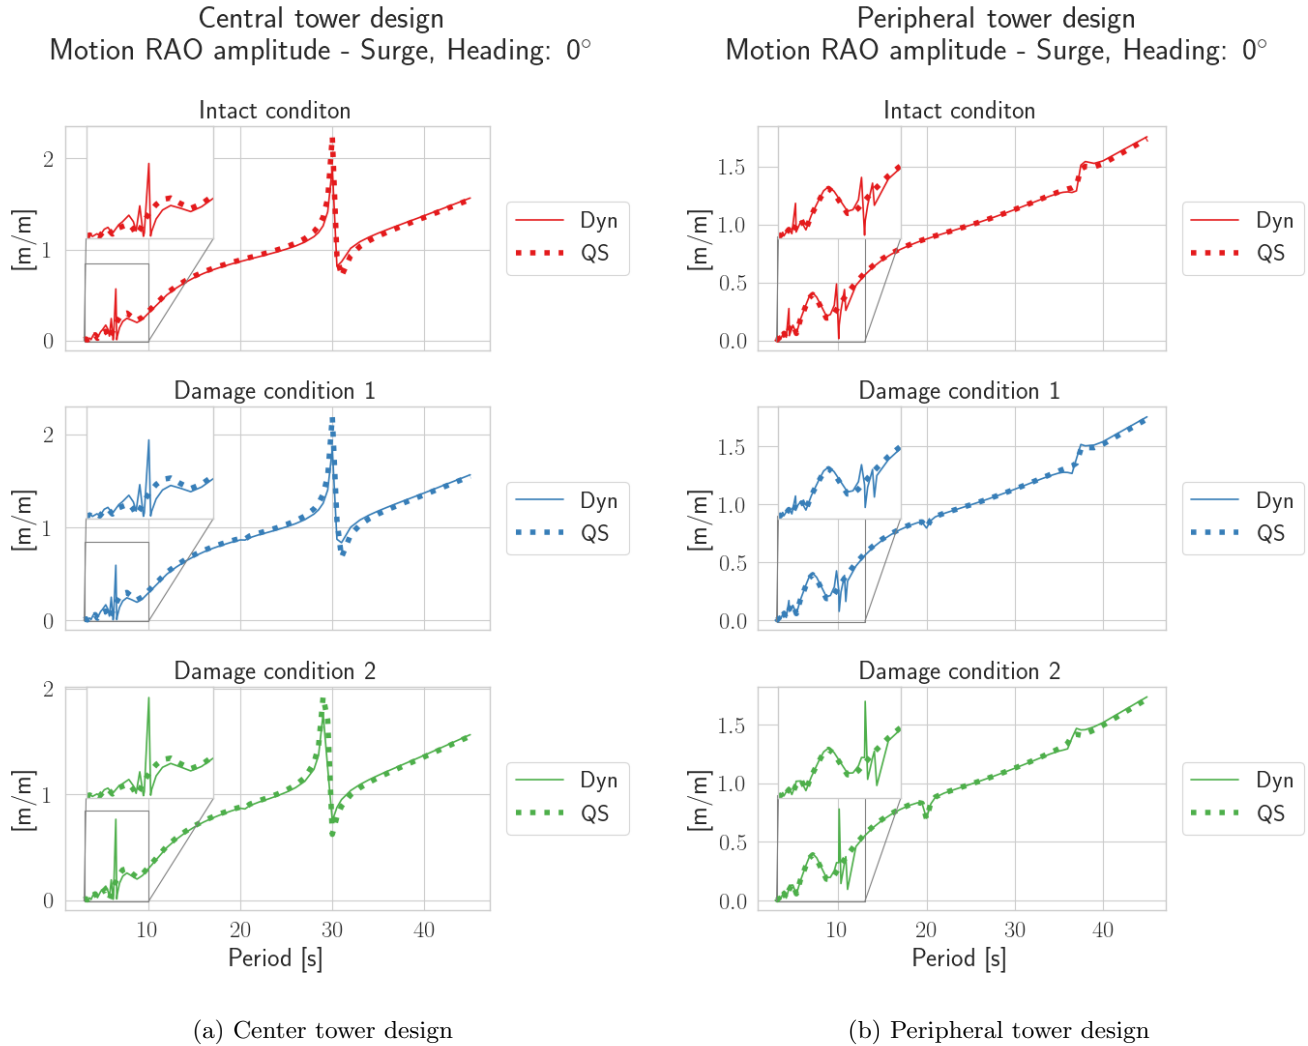 Central tower design
Motion RAO amplitude - Surge, Heading: 0°
Intact conditon
2
1
0
[m/m]
Dyn
QS
Damage condition 1
2
1
0
[m/m]
Dyn
QS
Damage condition 2
2
1
0
[m/m]
Dyn
QS
10 20 30 40
Period [s]
(a) Center tower design
Peripheral tower design
Motion RAO amplitude - Surge, Heading: 0°
Intact conditon
1.5
1.0
0.5
0.0
[m/m]
Dyn
QS
Damage condition 1
1.5
1.0
0.5
0.0
[m/m]
Dyn
QS
Damage condition 2
1.5
1.0
0.5
0.0
[m/m]
Dyn
QS
10 20 30 40
Period [s]
(b) Peripheral tower design